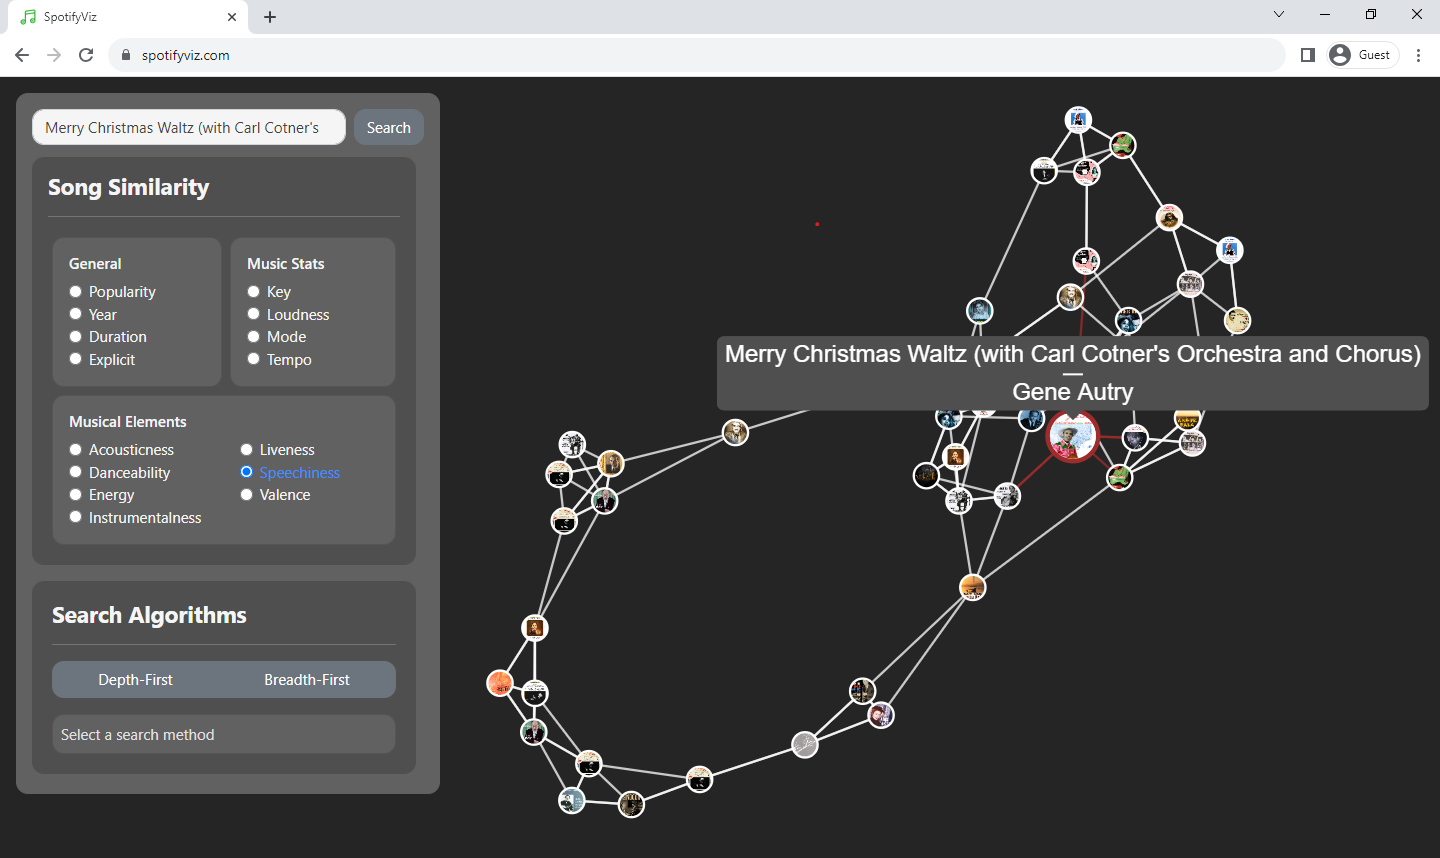 SpotifyViz
spotifyviz.com
Guest
Merry Christmas Waltz (with Carl Cotner's
Search
Song Similarity
General
Popularity
Year
Duration
Explicit
Music Stats
Key
Loudness
Mode
Tempo
Musical Elements
Acousticness
Danceability
Energy
Instrumentalness
Liveness
Speechiness
Valence
Search Algorithms
Depth-First
Breadth-First
Select a search method
Merry Christmas Waltz (with Carl Cotner's Orchestra and Chorus)
—
Gene Autry